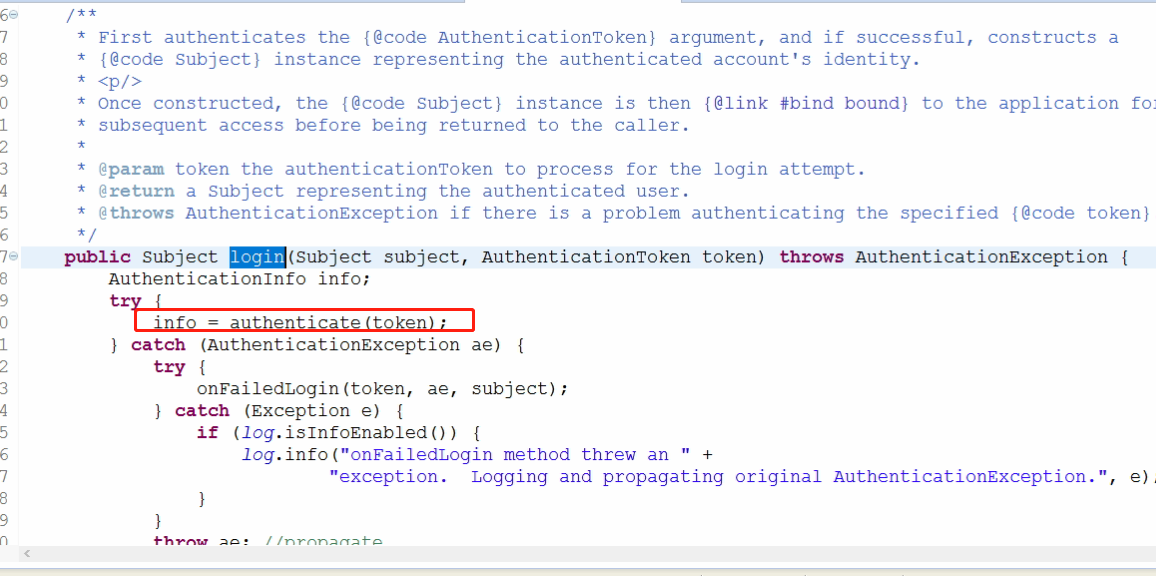 6 /**
7 * First authenticates the {@code AuthenticationToken} argument, and if successful, constructs a
8 * {@code Subject} instance representing the authenticated account's identity.
9 * <p/>
0 * Once constructed, the {@code Subject} instance is then {@link #bind bound} to the application for
1 * subsequent access before being returned to the caller.
2 *
3 * @param token the authenticationToken to process for the login attempt.
4 * @return a Subject representing the authenticated user.
5 * @throws AuthenticationException if there is a problem authenticating the specified {@code token}
6 */
7 public Subject login(Subject subject, AuthenticationToken token) throws AuthenticationException {
8 AuthenticationInfo info;
9 try {
0 info = authenticate(token);
1 } catch (AuthenticationException ae) {
2 try {
3 onFailedLogin(token, ae, subject);
4 } catch (Exception e) {
5 if (log.isInfoEnabled()) {
6 log.info("onFailedLogin method threw an " +
7 "exception.  Logging and propagating original AuthenticationException.", e);
8 }
9 }
0 throw ae; //propagate